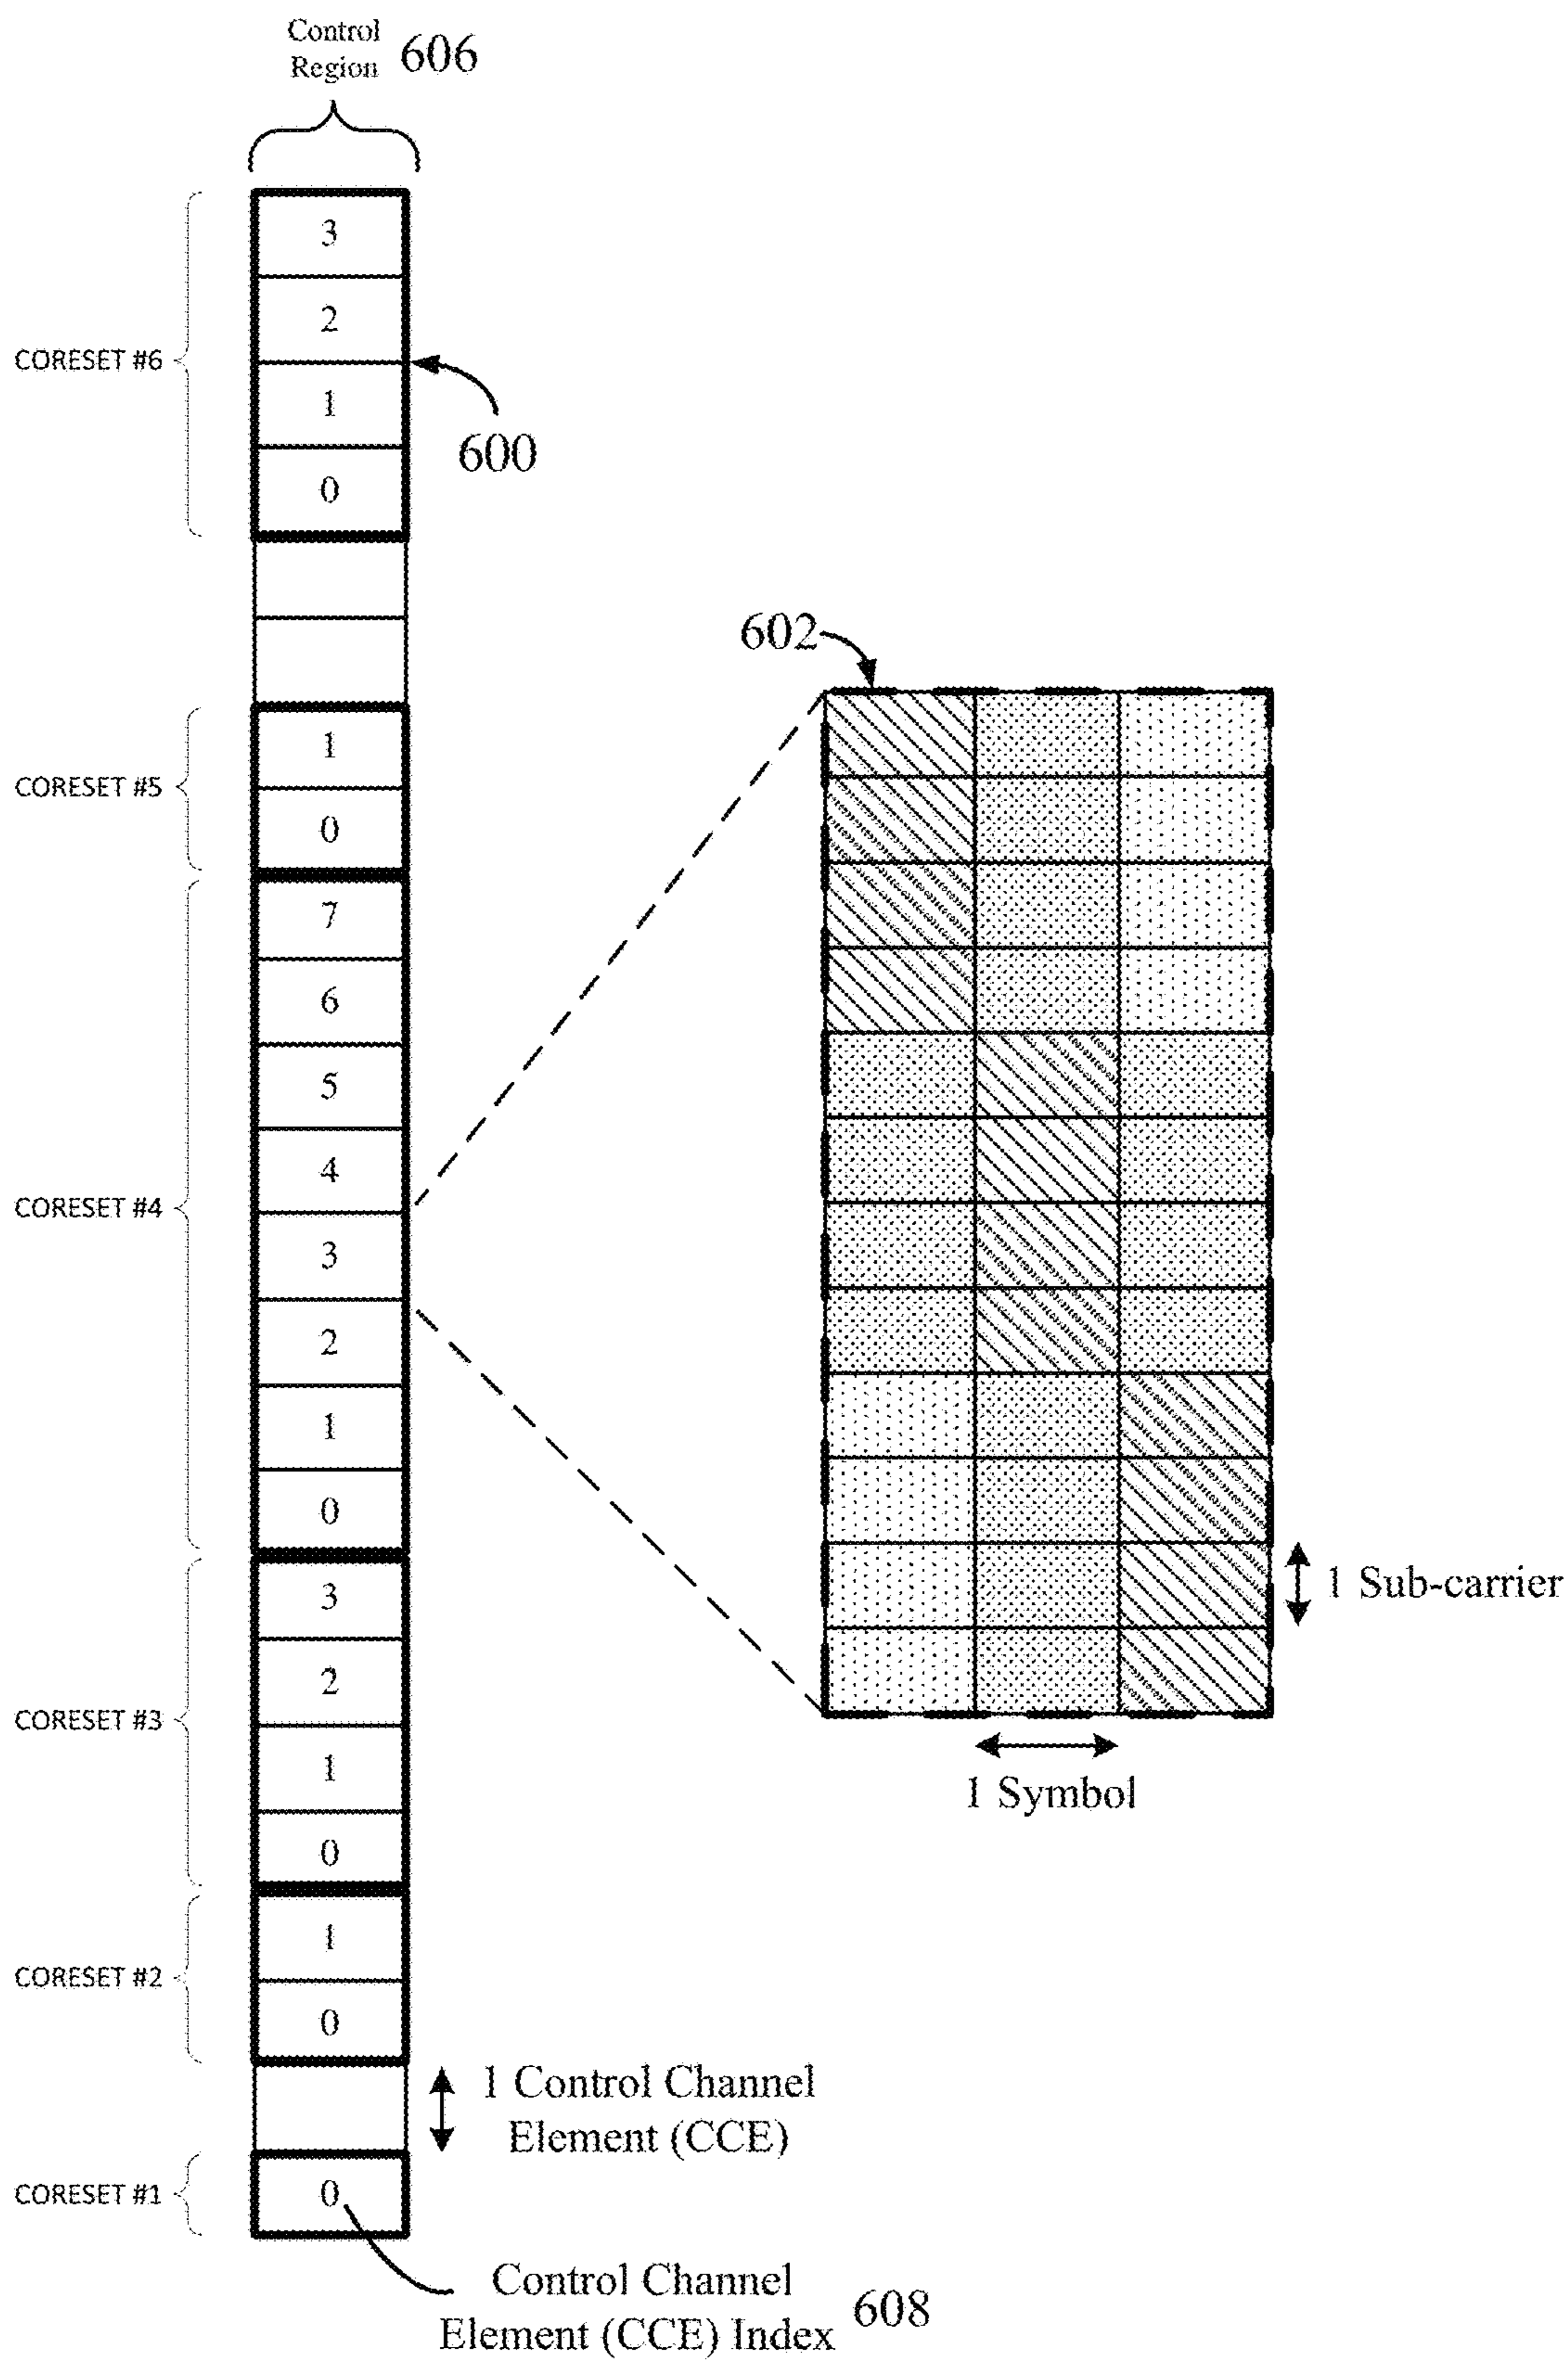 Control
Region 606
3
2
CORESET #6
1
600
0
602
1
CORESET #5
0
7
6
5
4
CORESET #4
3
2
1
0
3
1 Sub-carrier
2
CORESET #3
1
1 Symbol
0
1
CORESET #2
0
1 Control Channel
Element (CCE)
CORESET #1
0
Control Channel
Element (CCE) Index 608